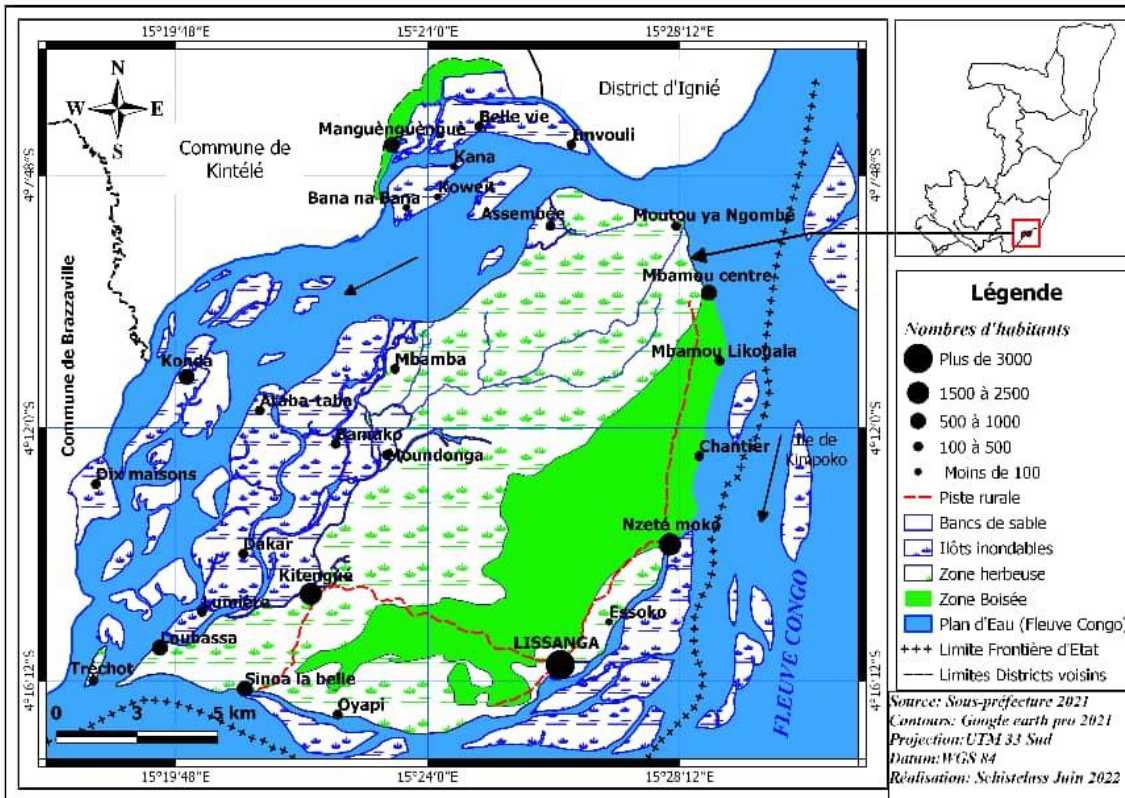 15°19'48"E
15°24'0"E
15°28'12"E
N
W
E
S
District d'Ignié
Commune de
Kintélé
Manguènguèngue
Belle vie
Imvouli
Kana
Koweit
Bana na Bana
Assembée
Moutou ya Ngombé
4°7'48"S
4°7'48"S
Mbamou centre
Commune de Brazzaville
Konda
Mbamba
Mbamou Likouala
Ataba-taba
4°12'0"S
4°12'0"S
Bamako
Moundonga
Chantier
Ile de
Kimpoko
Dix maisons
Nzeté moko
Dakar
Kitengue
Lumière
Essoko
Loubassa
LISSANGA
Tréchot
Sinoa la belle
4°16'12"S
4°16'12"S
Oyapi
FLEUVE CONGO
0 3 5 km
15°19'48"E
15°24'0"E
15°28'12"E
Légende
Nombres d'habitants
Plus de 3000
1500 à 2500
500 à 1000
100 à 500
Moins de 100
Piste rurale
Bancs de sable
Ilôts inondables
Zone herbeuse
Zone Boisée
Plan d'Eau (Fleuve Congo)
Limite Frontière d'Etat
Limites Districts voisins
Source: Sous-préfecture 2021
Contours: Google earth pro 2021
Projection: UTM 33 Sud
Datum: WGS 84
Réalisation: Schistelass Juin 2022